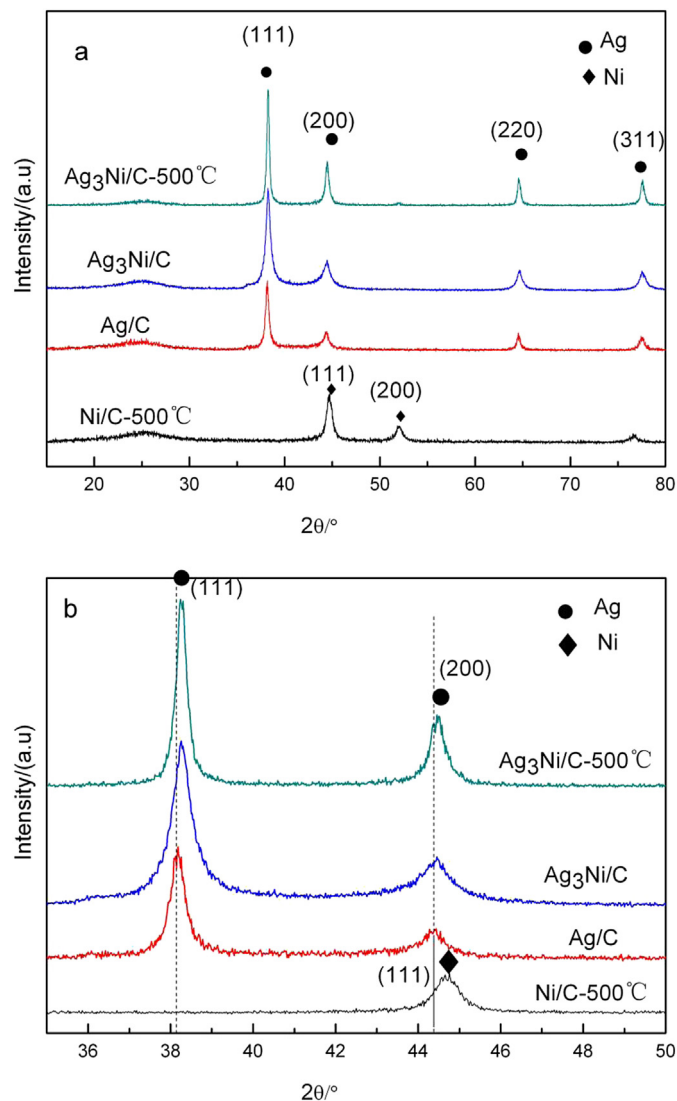 a
(111)
Ag
Ni
(200)
(220)
(311)
Ag₃Ni/C-500℃
Ag₃Ni/C
Ag/C
(111)
(200)
Ni/C-500℃
Intensity/(a.u)
20 30 40 50 60 70 80
2θ/°
b
(111)
Ag
Ni
(200)
Ag₃Ni/C-500℃
Ag₃Ni/C
Ag/C
(111)
Ni/C-500℃
Intensity/(a.u)
36 38 40 42 44 46 48 50
2θ/°